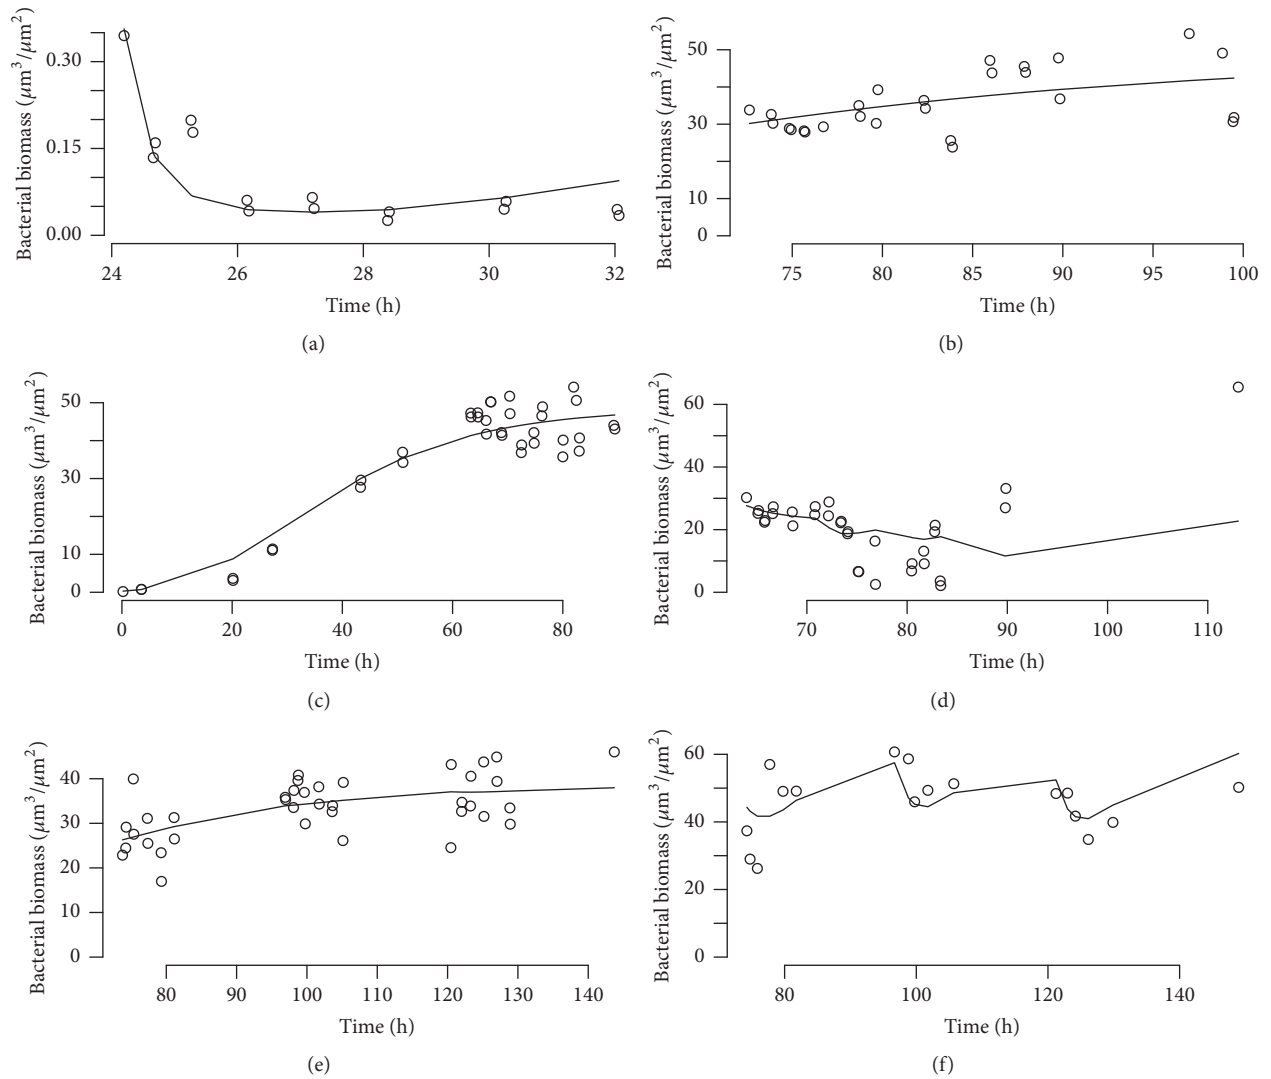 Bacterial biomass (μm³/μm²)
0.30
0.15
0.00
24 26 28 30 32
Time (h)
(a)
Bacterial biomass (μm³/μm²)
50
30
10
0
75 80 85 90 95 100
Time (h)
(b)
Bacterial biomass (μm³/μm²)
50
30
10
0
0 20 40 60 80
Time (h)
(c)
Bacterial biomass (μm³/μm²)
60
40
20
0
70 80 90 100 110
Time (h)
(d)
Bacterial biomass (μm³/μm²)
40
30
20
10
0
80 90 100 110 120 130 140
Time (h)
(e)
Bacterial biomass (μm³/μm²)
60
40
20
0
80 100 120 140
Time (h)
(f)